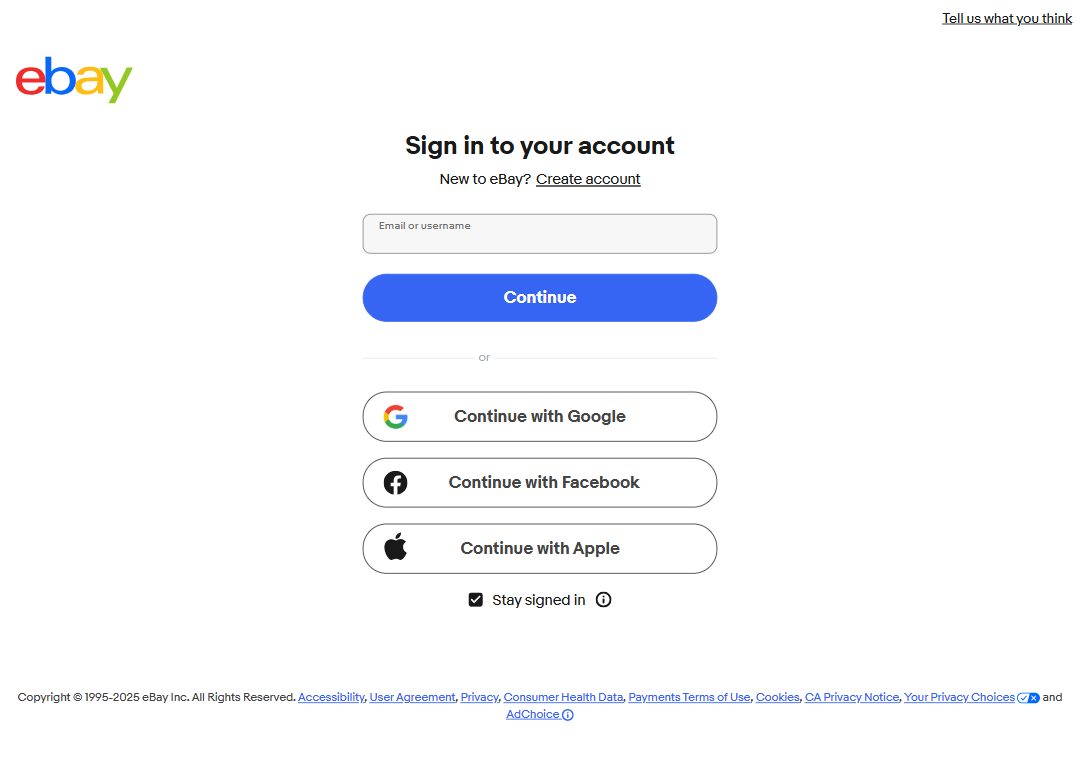 Tell us what you think
ebay
Sign in to your account
New to eBay? Create account
Email or username
Continue
or
Continue with Google
Continue with Facebook
Continue with Apple
Stay signed in
Copyright © 1995-2025 eBay Inc. All Rights Reserved. Accessibility, User Agreement, Privacy, Consumer Health Data, Payments Terms of Use, Cookies, CA Privacy Notice, Your Privacy Choices and
AdChoice